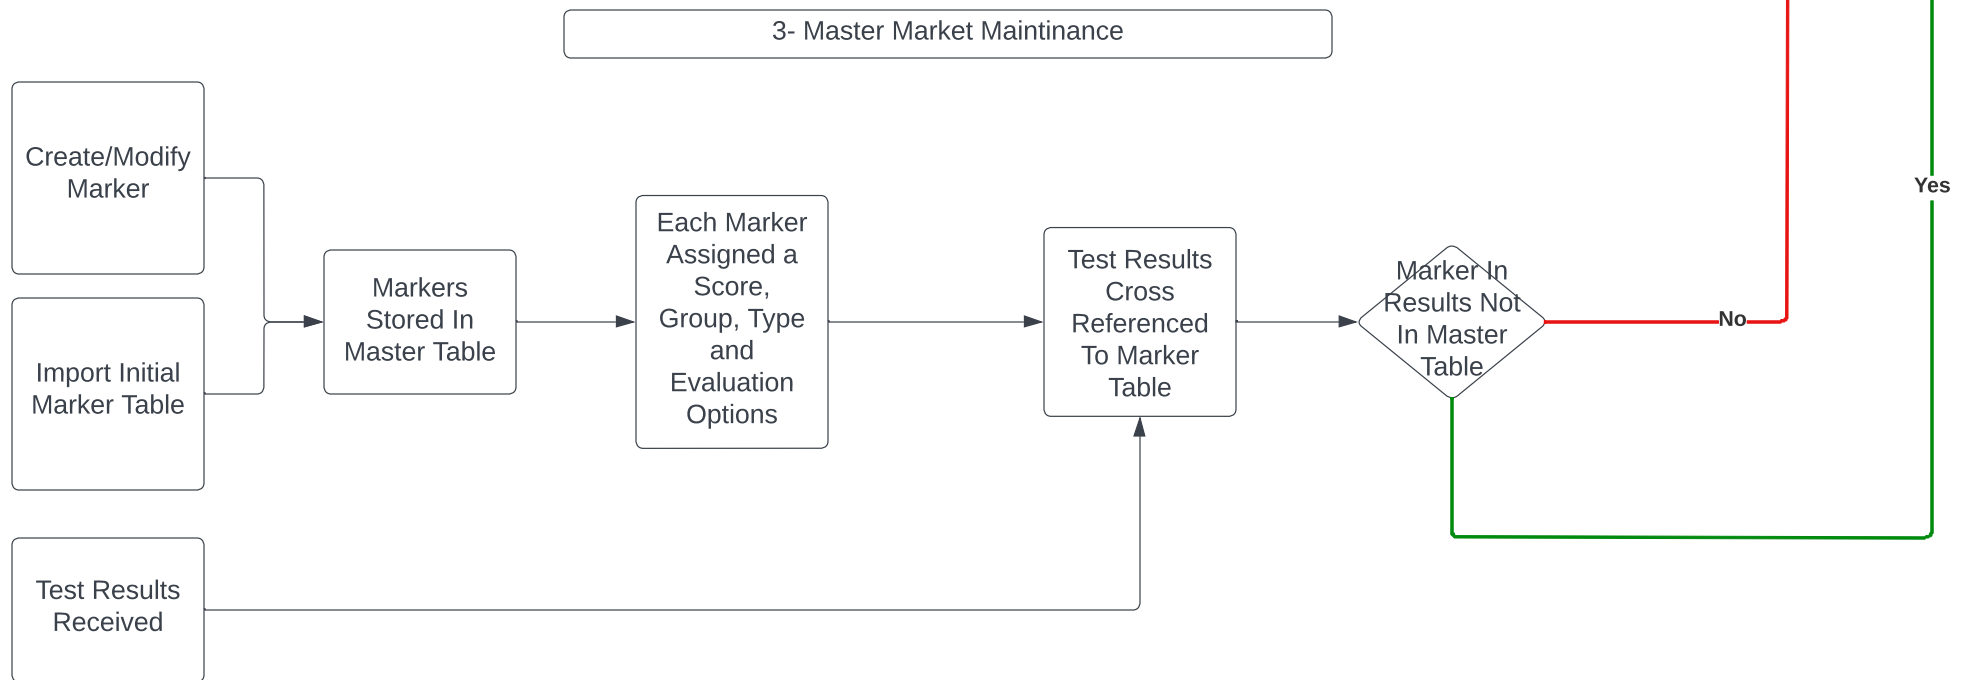 3- Master Market Maintinance
Create/Modify
Marker
Import Initial
Marker Table
Test Results
Received
Markers
Stored In
Master Table
Each Marker
Assigned a
Score,
Group, Type
and
Evaluation
Options
Test Results
Cross
Referenced
To Marker
Table
Marker In
Results Not
In Master
Table
No
Yes